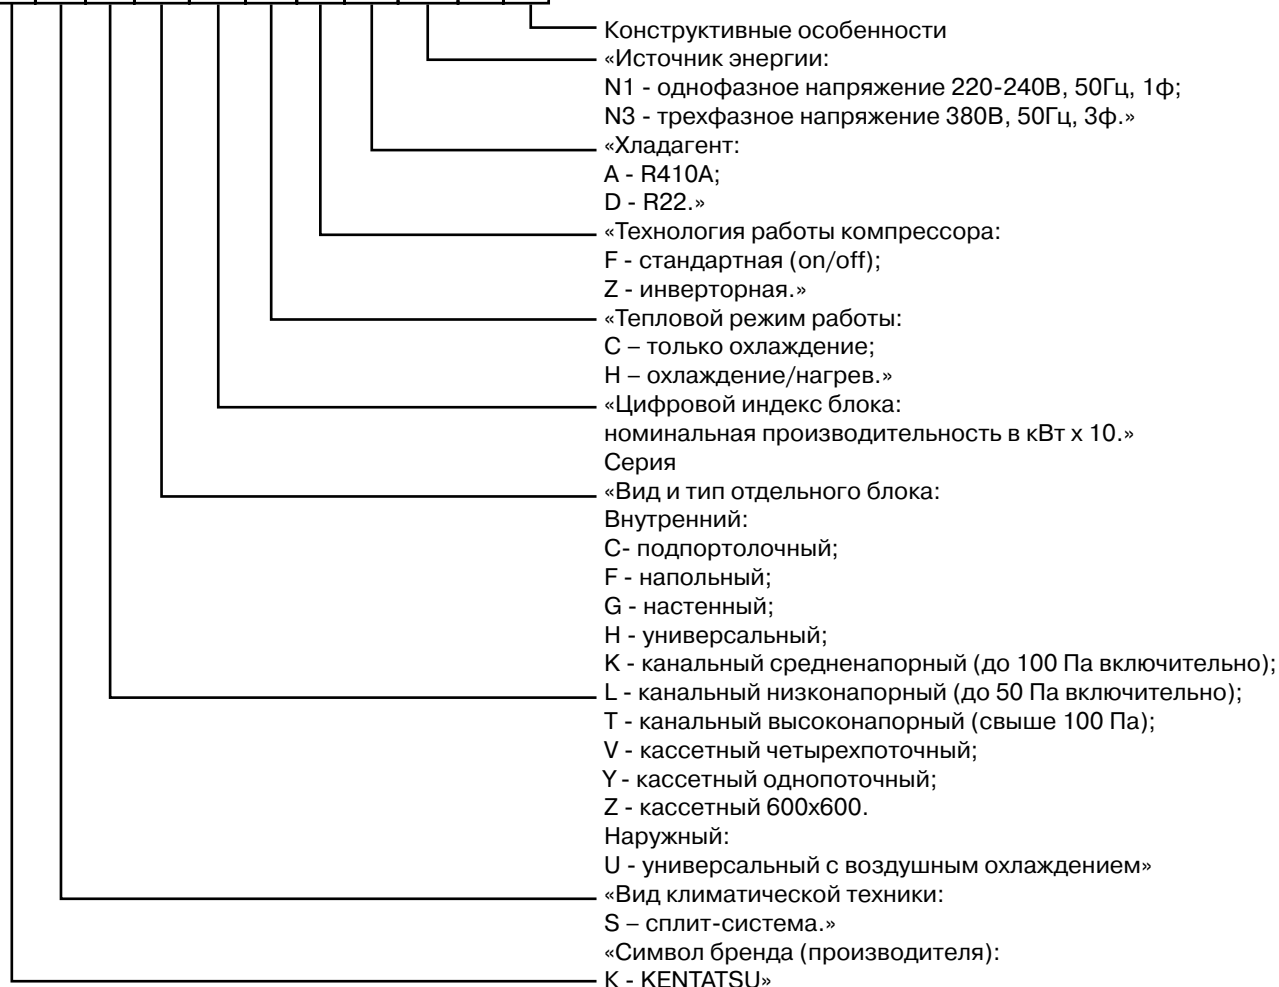 Конструктивные особенности
«Источник энергии:
N1 - однофазное напряжение 220-240В, 50Гц, 1ф;
N3 - трехфазное напряжение 380В, 50Гц, 3ф.»
«Хладагент:
A - R410A;
D - R22.»
«Технология работы компрессора:
F - стандартная (on/off);
Z - инверторная.»
«Тепловой режим работы:
C – только охлаждение;
H – охлаждение/нагрев.»
«Цифровой индекс блока:
номинальная производительность в кВт х 10.»
Серия
«Вид и тип отдельного блока:
Внутренний:
C- подпортолочный;
F - напольный;
G - настенный;
H - универсальный;
K - канальный средненапорный (до 100 Па включительно);
L - канальный низконапорный (до 50 Па включительно);
T - канальный высоконапорный (свыше 100 Па);
V - кассетный четырехпоточный;
Y - кассетный однопоточный;
Z - кассетный 600х600.
Наружный:
U - универсальный с воздушным охлаждением»
«Вид климатической техники:
S – сплит-система.»
«Символ бренда (производителя):
K - KENTATSU»